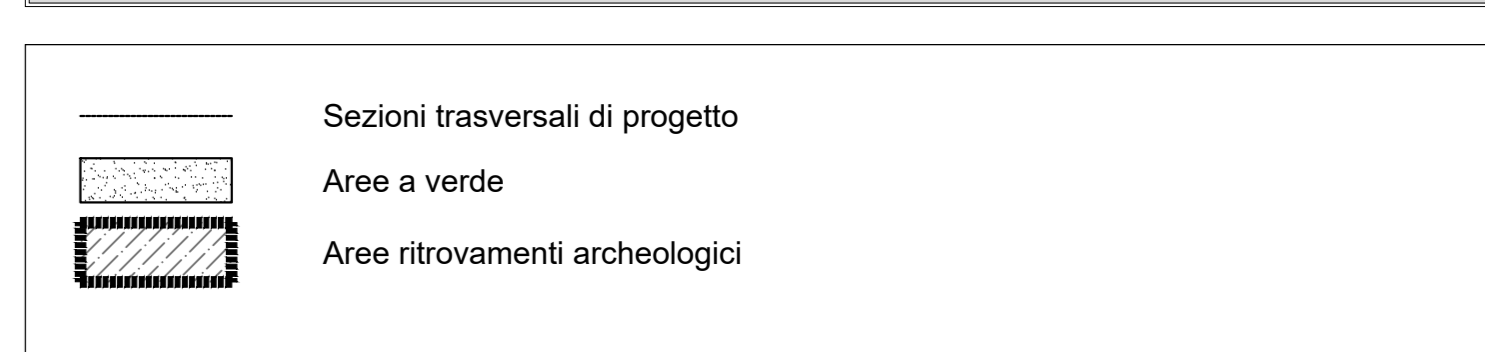 Sezioni trasversali di progetto
Aree a verde
Aree ritrovamenti archeologici